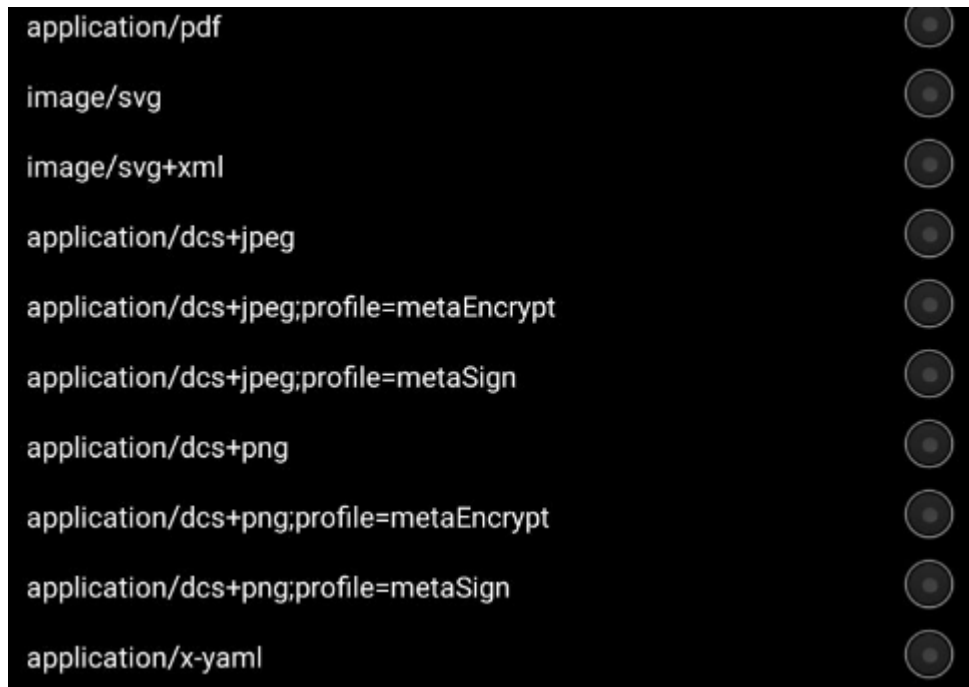 application/pdf
image/svg
image/svg+xml
application/dcs+jpeg
application/dcs+jpeg;profile=metaEncrypt
application/dcs+jpeg;profile=metaSign
application/dcs+png
application/dcs+png;profile=metaEncrypt
application/dcs+png;profile=metaSign
application/x-yaml